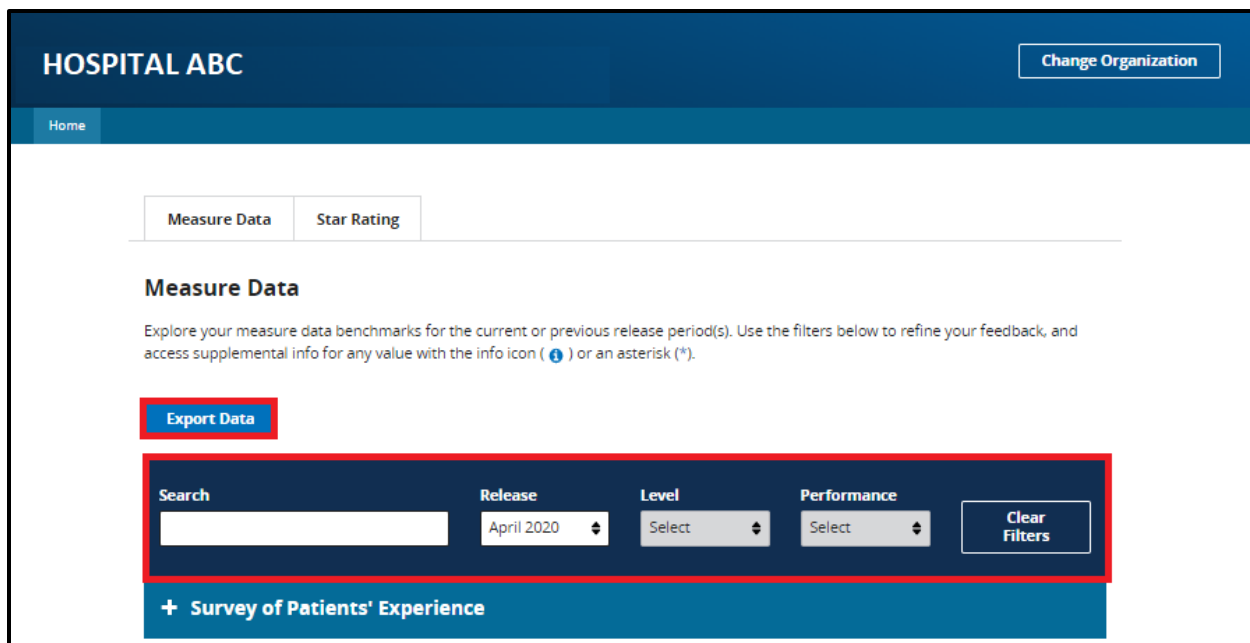 HOSPITAL ABC
Change Organization
Home
Measure Data
Star Rating
Measure Data
Explore your measure data benchmarks for the current or previous release period(s). Use the filters below to refine your feedback, and
access supplemental info for any value with the info icon ( i ) or an asterisk (*).
Export Data
Search
Release
Level
Performance
April 2020
Select
Select
Clear
Filters
+ Survey of Patients' Experience